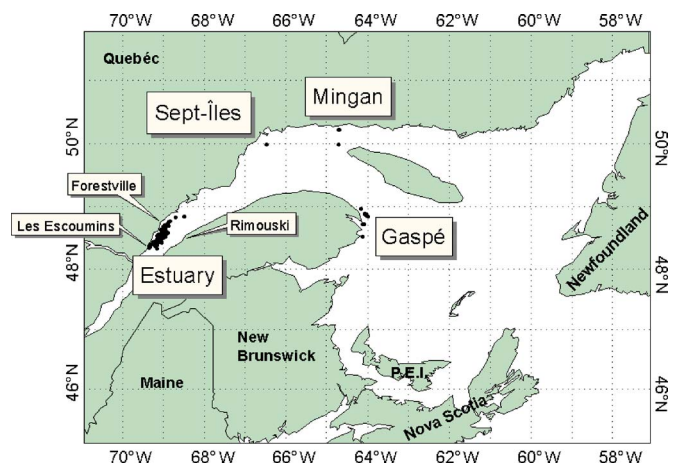 70°W 68°W 66°W 64°W 62°W 60°W 58°W
Quebéc
Mingan
Sept-Îles
50°N
50°N
Forestville
Les Escoumins
Rimouski
Gaspé
Estuary
48°N
48°N
Newfoundland
New
Brunswick
Maine
P.E.I.
46°N
46°N
Nova Scotia
70°W 68°W 66°W 64°W 62°W 60°W 58°W